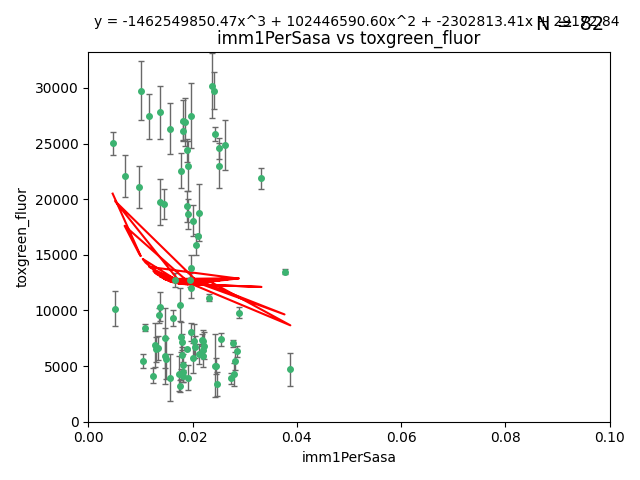 y = -1462549850.47x^3 + 102446590.60x^2 + -2302813.41x + 29172.84
N = 82
imm1PerSasa vs toxgreen_fluor
30000
25000
20000
15000
10000
5000
0
toxgreen_fluor
0.00 0.02 0.04 0.06 0.08 0.10
imm1PerSasa